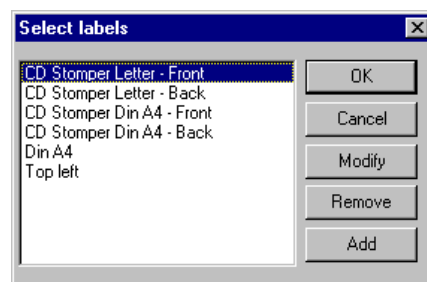 Select labels
CD Stomper Letter - Front
CD Stomper Letter - Back
CD Stomper Din A4 - Front
CD Stomper Din A4 - Back
Din A4
Top left
OK
Cancel
Modify
Remove
Add